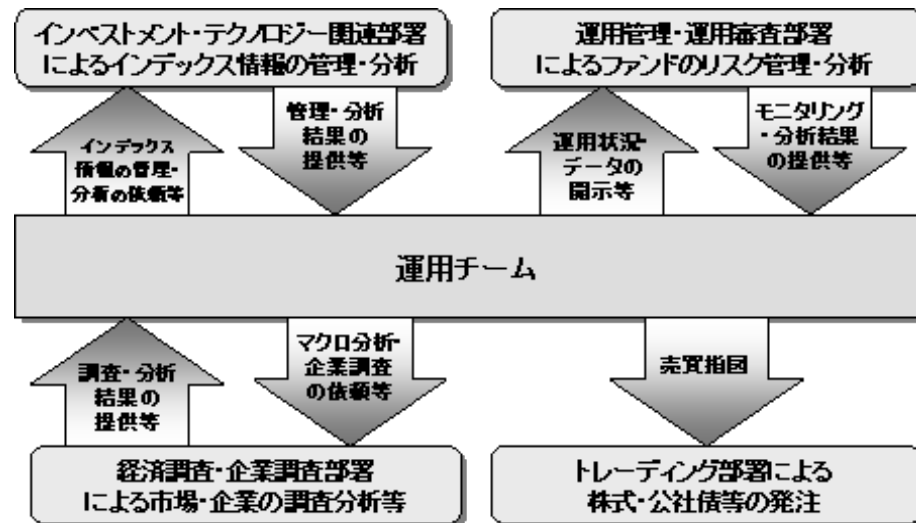 インベストメント・テクノロジー関連部署
によるインデックス情報の管理・分析
運用管理・運用審査部署
によるファンドのリスク管理・分析
インデックス
情報の管理・
分析の依頼等
管理・分析
結果の
提供等
運用状況・
データの
開示等
モニタリング
・分析結果
の提供等
運用チーム
調査・分析
結果の
提供等
マクロ分析・
企業調査
の依頼等
売買指図
経済調査・企業調査部署
による市場・企業の調査分析等
トレーディング部署による
株式・公社債等の発注